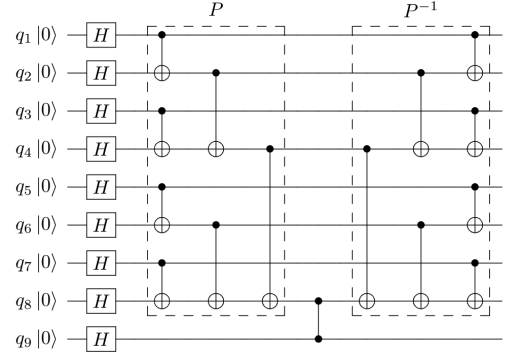 P P⁻¹
q₁ |0⟩ H
q₂ |0⟩ H
q₃ |0⟩ H
q₄ |0⟩ H
q₅ |0⟩ H
q₆ |0⟩ H
q₇ |0⟩ H
q₈ |0⟩ H
q₉ |0⟩ H